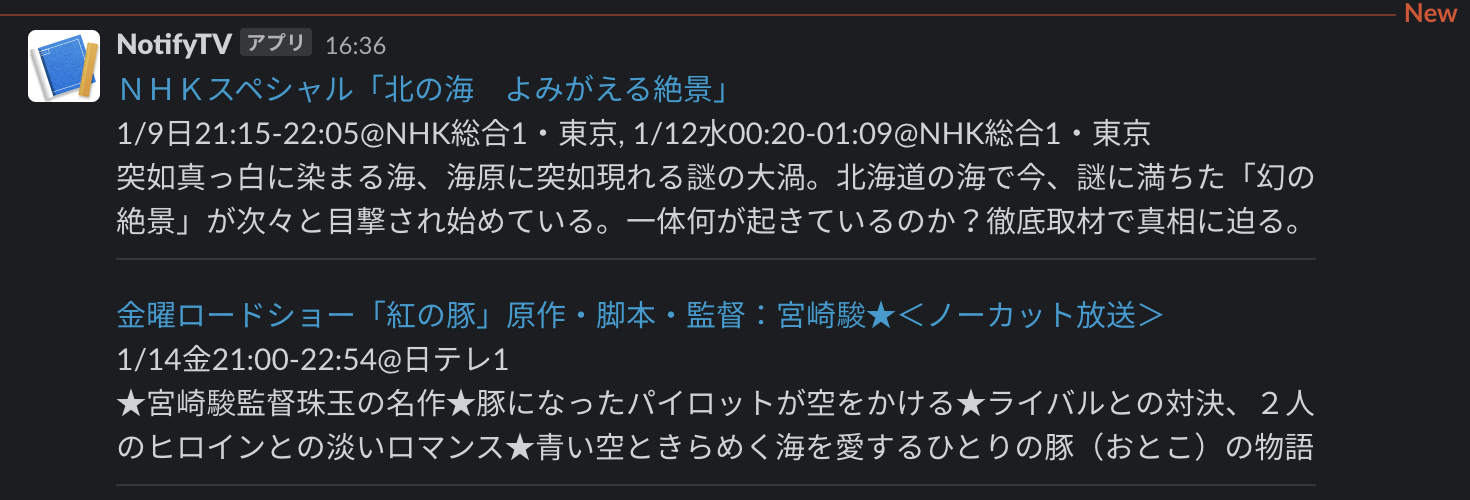 New
NotifyTV アプリ 16:36
ＮＨＫスペシャル「北の海　よみがえる絶景」
1/9日21:15-22:05@NHK総合1・東京, 1/12水00:20-01:09@NHK総合1・東京
突如真っ白に染まる海、海原に突如現れる謎の大渦。北海道の海で今、謎に満ちた「幻の
絶景」が次々と目撃され始めている。一体何が起きているのか？徹底取材で真相に迫る。
金曜ロードショー「紅の豚」原作・脚本・監督：宮崎駿★＜ノーカット放送＞
1/14金21:00-22:54@日テレ1
★宮崎駿監督珠玉の名作★豚になったパイロットが空をかける★ライバルとの対決、２人
のヒロインとの淡いロマンス★青い空ときらめく海を愛するひとりの豚（おとこ）の物語